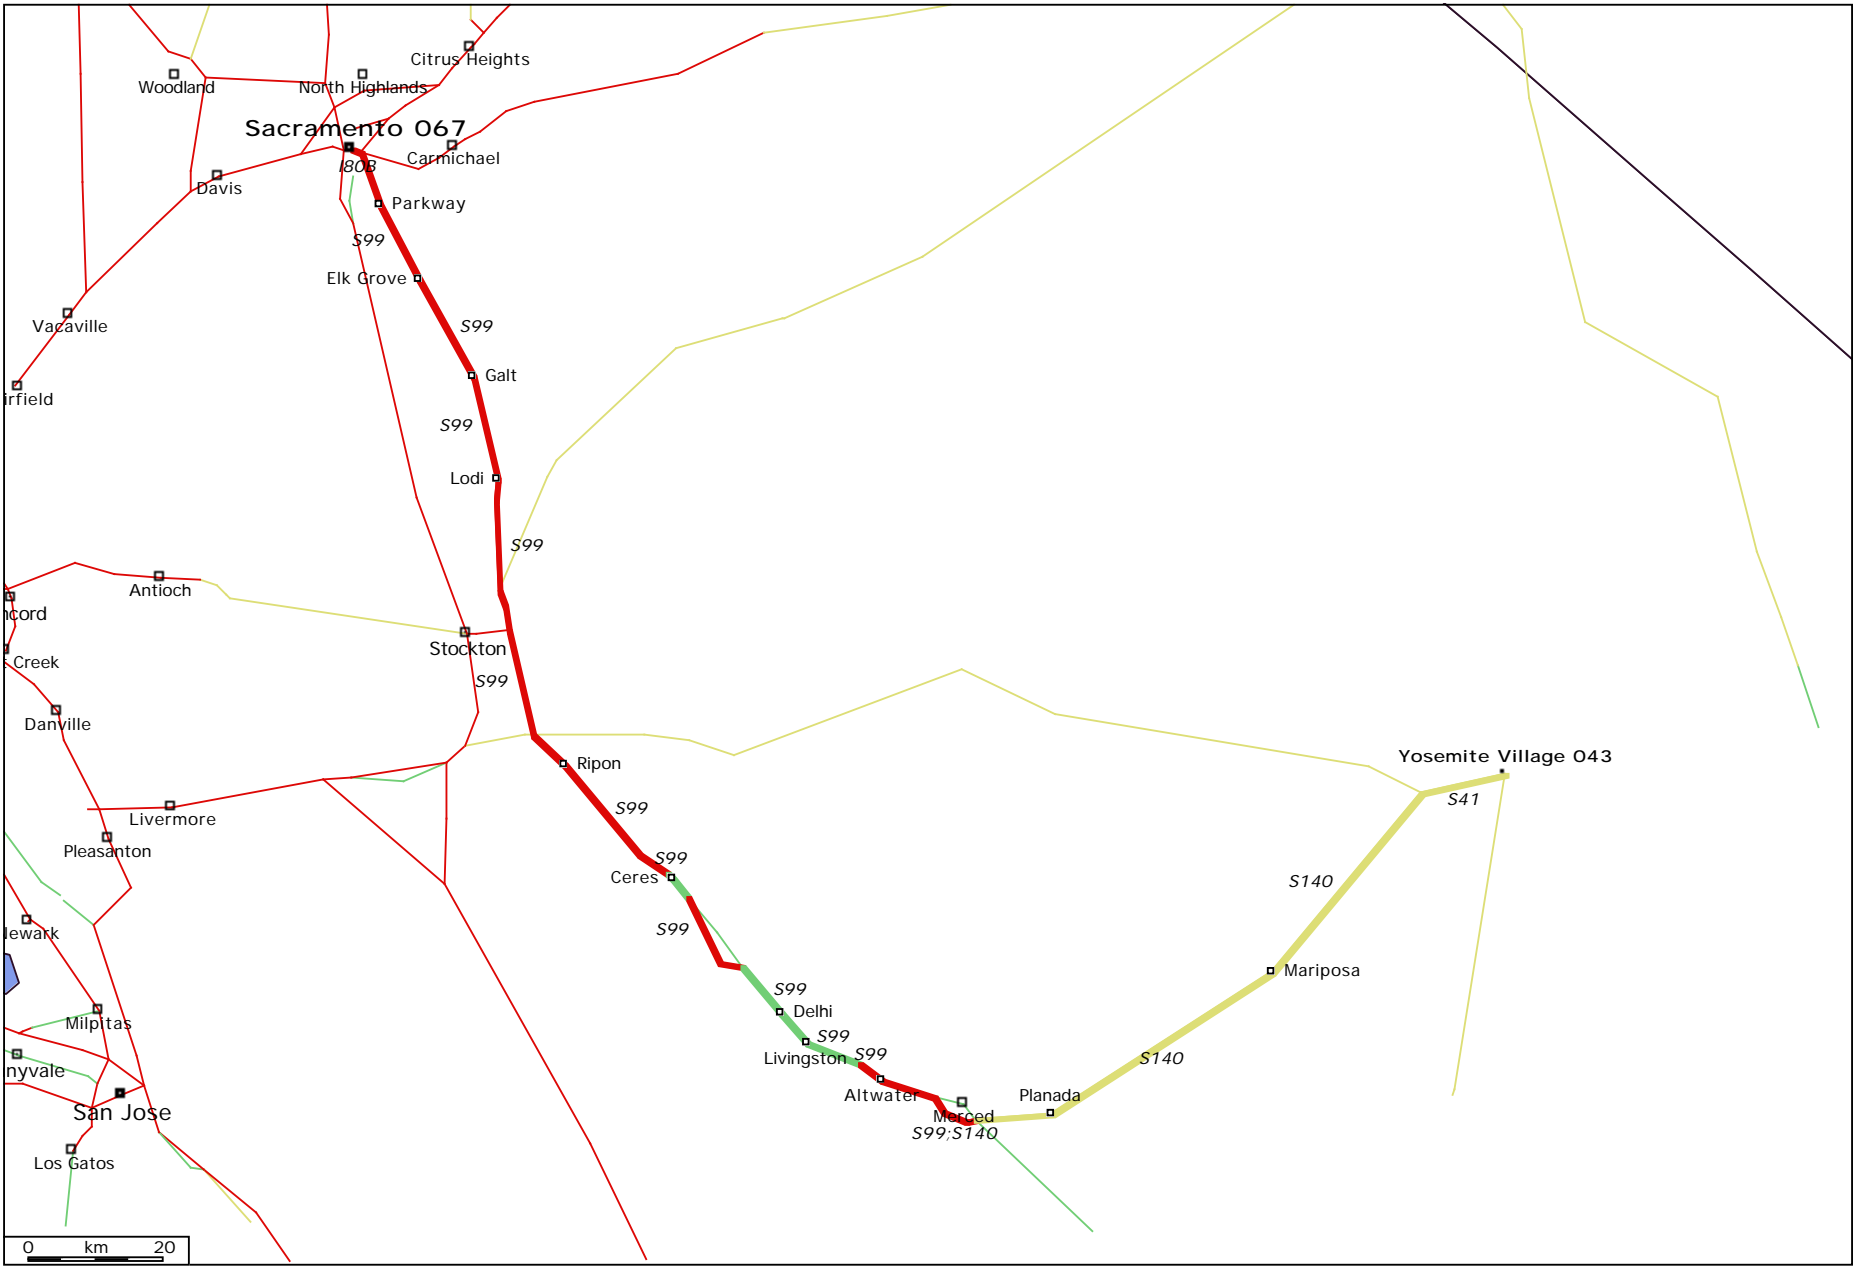 Citrus Heights
Woodland
North Highlands
Sacramento 067
Carmichael
I80B
Davis
Parkway
S99
Elk Grove
Vacaville
S99
Galt
irfield
S99
Lodi
S99
Antioch
ncord
Stockton
Creek
S99
Danville
Yosemite Village 043
Ripon
S41
S99
Livermore
Pleasanton
S99
Ceres
S140
S99
ewark
Mariposa
S99
Delhi
Milpitas
S99
Livingston
S99
S140
nyvale
Altwater
Planada
San Jose
Merced
S99;S140
Los Gatos
0 km 20